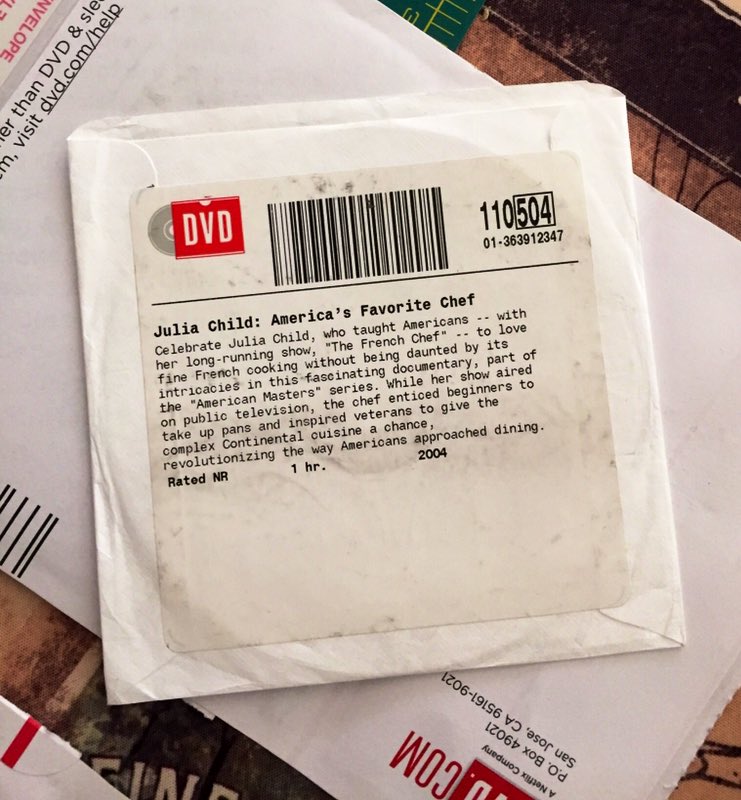 ENVELOPE
er than DVD & sle
m, visit dvd.com/help
DVD
110504
01-363912347
Julia Child: America's Favorite Chef
Celebrate Julia Child, who taught Americans -- with
her long-running show, "The French Chef" -- to love
fine French cooking without being daunted by its
intricacies in this fascinating documentary, part of
the "American Masters" series. While her show aired
on public television, the chef enticed beginners to
take up pans and inspired veterans to give the
complex Continental cuisine a chance,
revolutionizing the way Americans approached dining.
Rated NR 1 hr. 2004
.COM
A Netflix Company
P.O. Box 49021
San Jose, CA 95161-9021